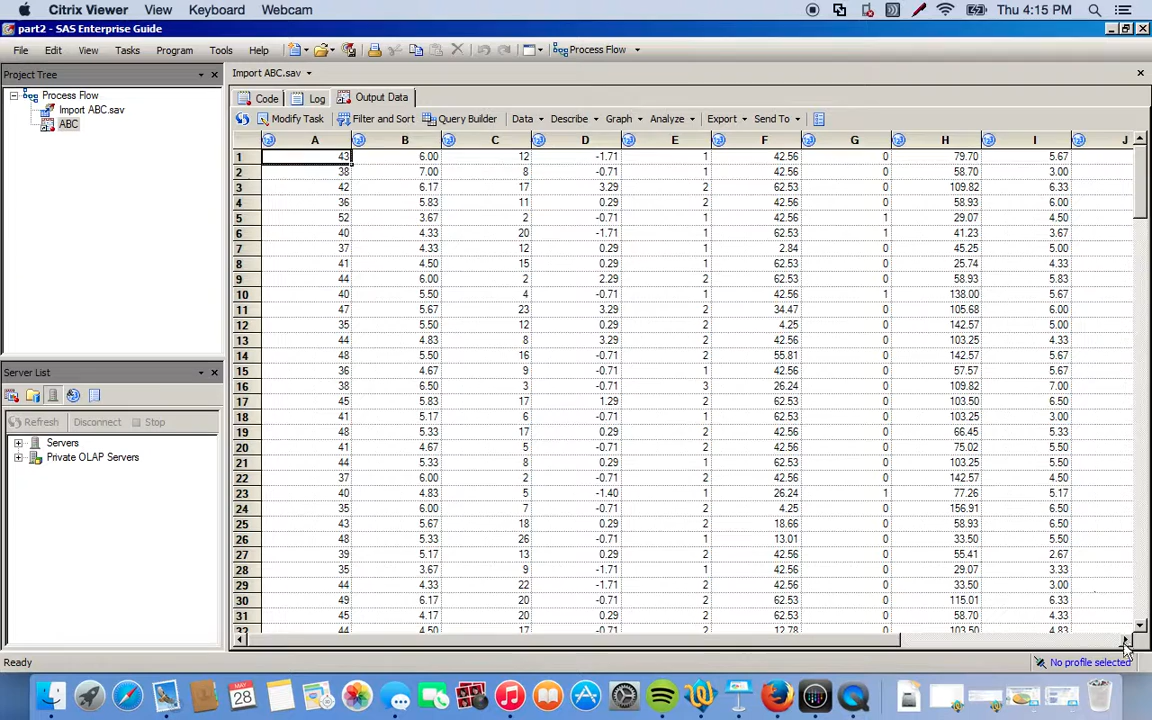 Citrix Viewer View Keyboard Webcam Thu 4:15 PM
part2 - SAS Enterprise Guide
File Edit View Tasks Program Tools Help Process Flow
Project Tree
Process Flow
Import ABC.sav
ABC
Server List
Refresh Disconnect Stop
Servers
Private OLAP Servers
Import ABC.sav
Code Log Output Data
Modify Task Filter and Sort Query Builder Data Describe Graph Analyze Export Send To
A B C D E F G H I J
1 43 6.00 12 -1.71 1 42.56 0 79.70 5.67
2 38 7.00 8 -0.71 1 42.56 0 58.70 3.00
3 42 6.17 17 3.29 2 62.53 0 109.82 6.33
4 36 5.83 11 0.29 2 62.53 0 58.93 6.00
5 52 3.67 2 -0.71 1 42.56 1 29.07 4.50
6 40 4.33 20 -1.71 1 62.53 1 41.23 3.67
7 37 4.33 12 0.29 1 2.84 0 45.25 5.00
8 41 4.50 15 0.29 1 62.53 0 25.74 4.33
9 44 6.00 2 2.29 2 62.53 0 58.93 5.83
10 40 5.50 4 -0.71 1 42.56 1 138.00 5.67
11 47 5.67 23 3.29 2 34.47 0 105.68 6.00
12 35 5.50 12 0.29 2 4.25 0 142.57 5.00
13 44 4.83 8 3.29 2 42.56 0 103.25 4.33
14 48 5.50 16 -0.71 2 55.81 0 142.57 5.67
15 36 4.67 9 -0.71 1 42.56 0 57.57 5.67
16 38 6.50 3 -0.71 3 26.24 0 109.82 7.00
17 45 5.83 17 1.29 2 62.53 0 103.50 6.50
18 41 5.17 6 -0.71 1 62.53 0 103.25 3.00
19 48 5.33 17 0.29 2 42.56 0 66.45 5.33
20 41 4.67 5 -0.71 2 42.56 0 75.02 5.50
21 44 5.33 8 0.29 1 62.53 0 103.25 5.50
22 37 6.00 2 -0.71 2 42.56 0 142.57 4.50
23 40 4.83 5 -1.40 1 26.24 1 77.26 5.17
24 35 6.00 7 -0.71 2 4.25 0 156.91 6.50
25 43 5.67 18 0.29 2 18.66 0 58.93 6.50
26 48 5.33 26 -0.71 2 13.01 0 33.50 5.50
27 39 5.17 13 0.29 2 42.56 0 55.41 2.67
28 35 3.67 9 -1.71 1 42.56 0 29.07 3.33
29 44 4.33 22 -1.71 2 42.56 0 33.50 3.00
30 49 6.17 20 -0.71 2 62.53 0 115.01 6.33
31 45 4.17 20 0.29 2 62.53 0 58.70 4.33
32 44 4.50 17 -0.71 2 12.78 0 103.50 4.83
Ready No profile selected
MAY
28